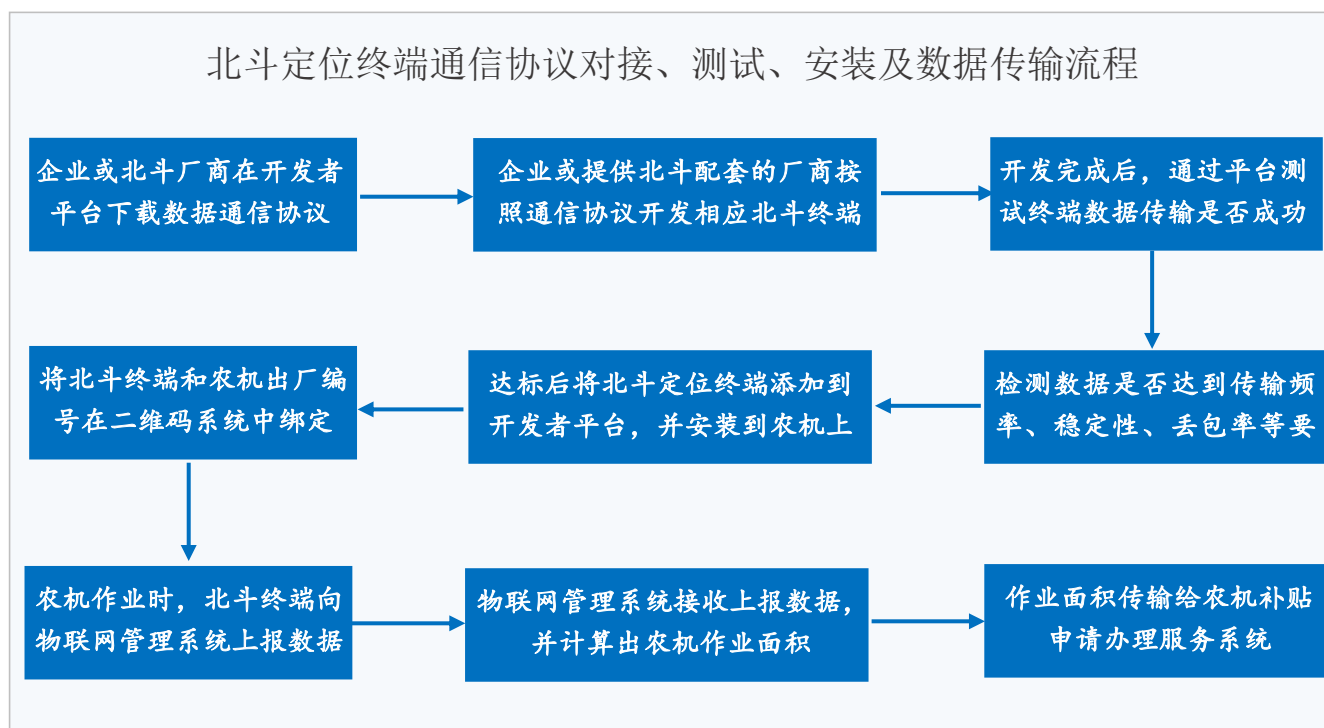 北斗定位终端通信协议对接、测试、安装及数据传输流程
企业或北斗厂商在开发者
平台下载数据通信协议
企业或提供北斗配套的厂商按
照通信协议开发相应北斗终端
开发完成后，通过平台测
试终端数据传输是否成功
检测数据是否达到传输频
率、稳定性、丢包率等要
达标后将北斗定位终端添加到
开发者平台，并安装到农机上
将北斗终端和农机出厂编
号在二维码系统中绑定
农机作业时，北斗终端向
物联网管理系统上报数据
物联网管理系统接收上报数据，
并计算出农机作业面积
作业面积传输给农机补贴
申请办理服务系统